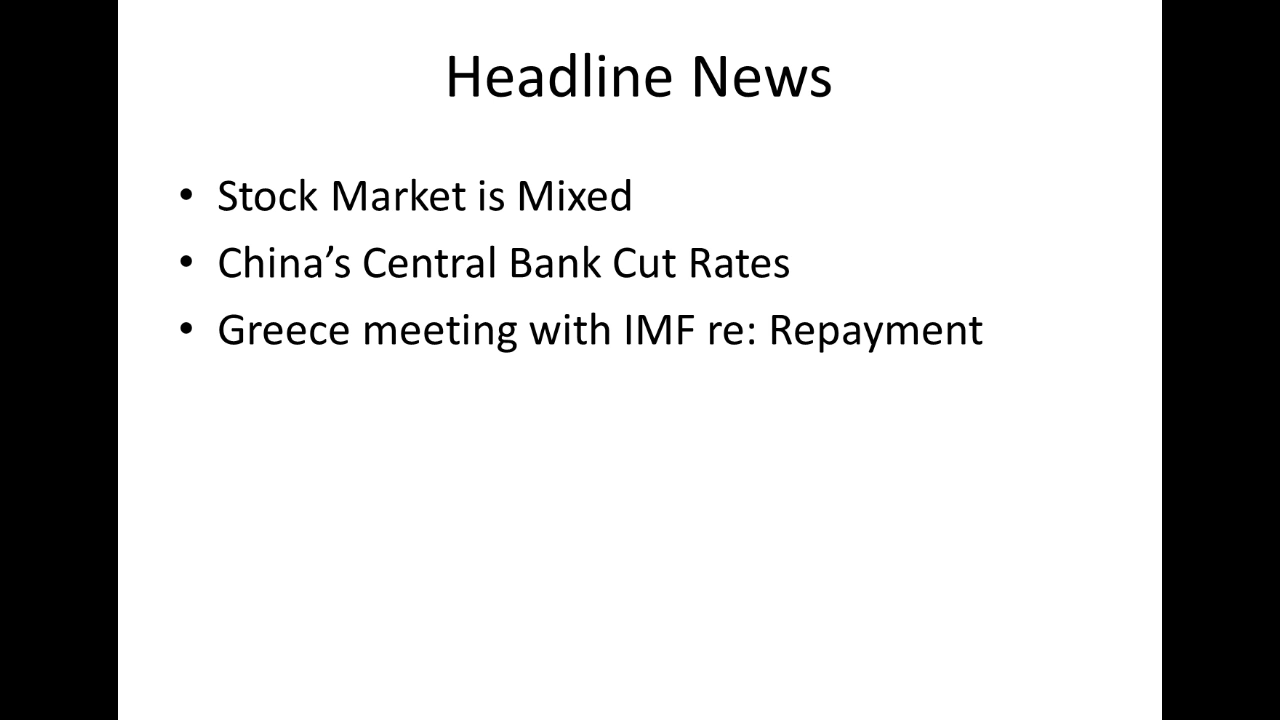 Headline News
• Stock Market is Mixed
• China’s Central Bank Cut Rates
• Greece meeting with IMF re: Repayment